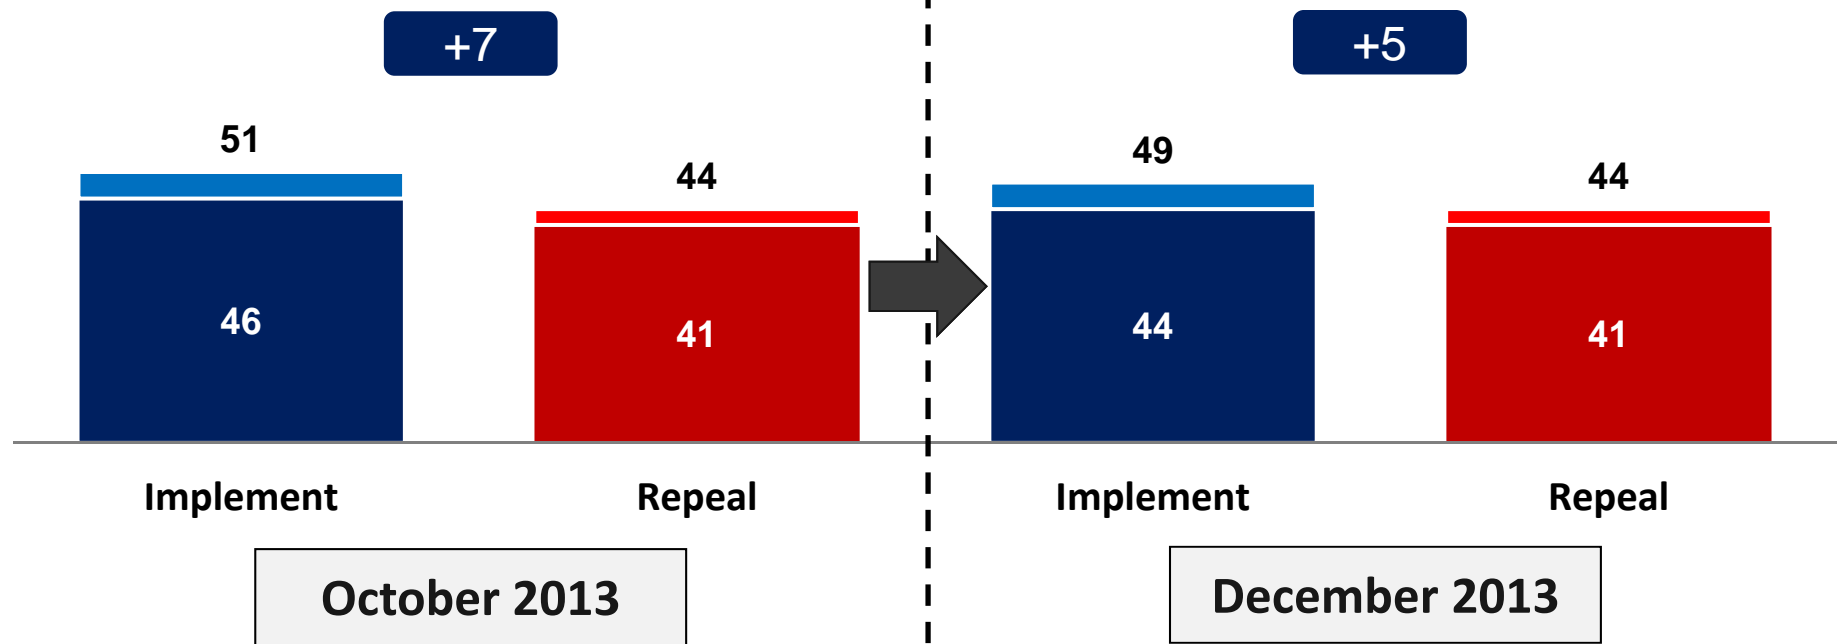 +7
51
44
46
41
Implement
Repeal
October 2013
+5
49
44
44
41
Implement
Repeal
December 2013